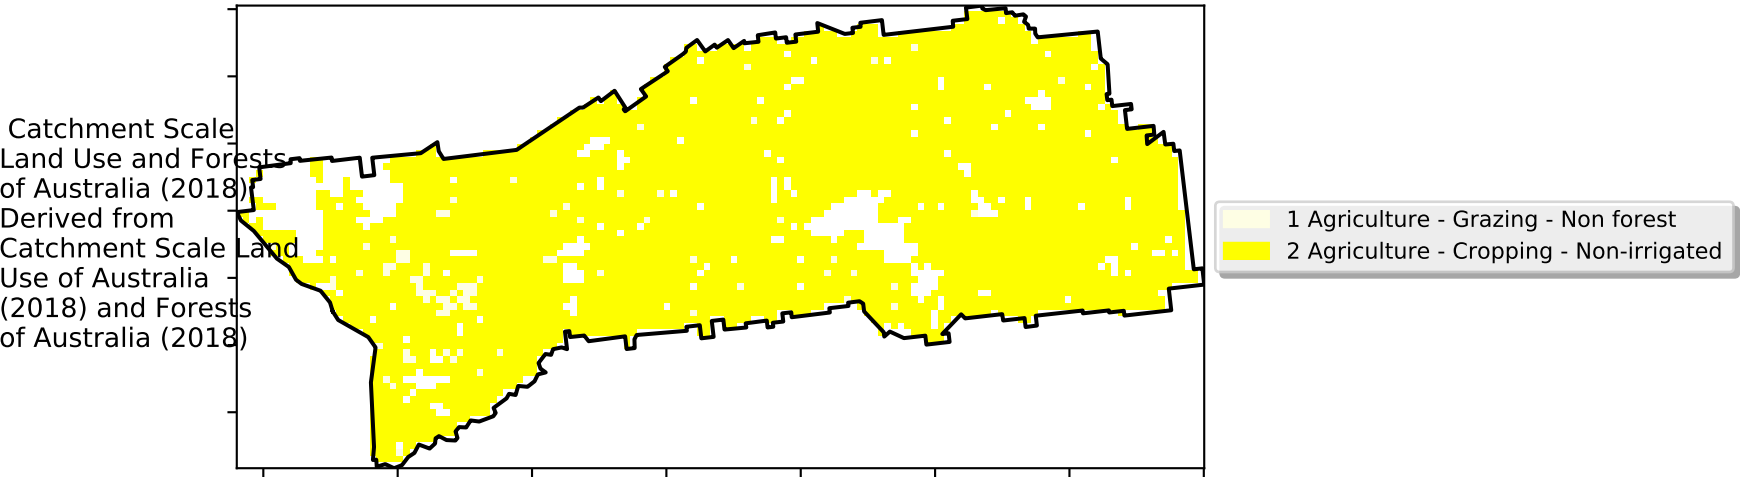 Catchment Scale
Land Use and Forests
of Australia (2018)
Derived from
Catchment Scale Land
Use of Australia
(2018) and Forests
of Australia (2018)
1 Agriculture - Grazing - Non forest
2 Agriculture - Cropping - Non-irrigated